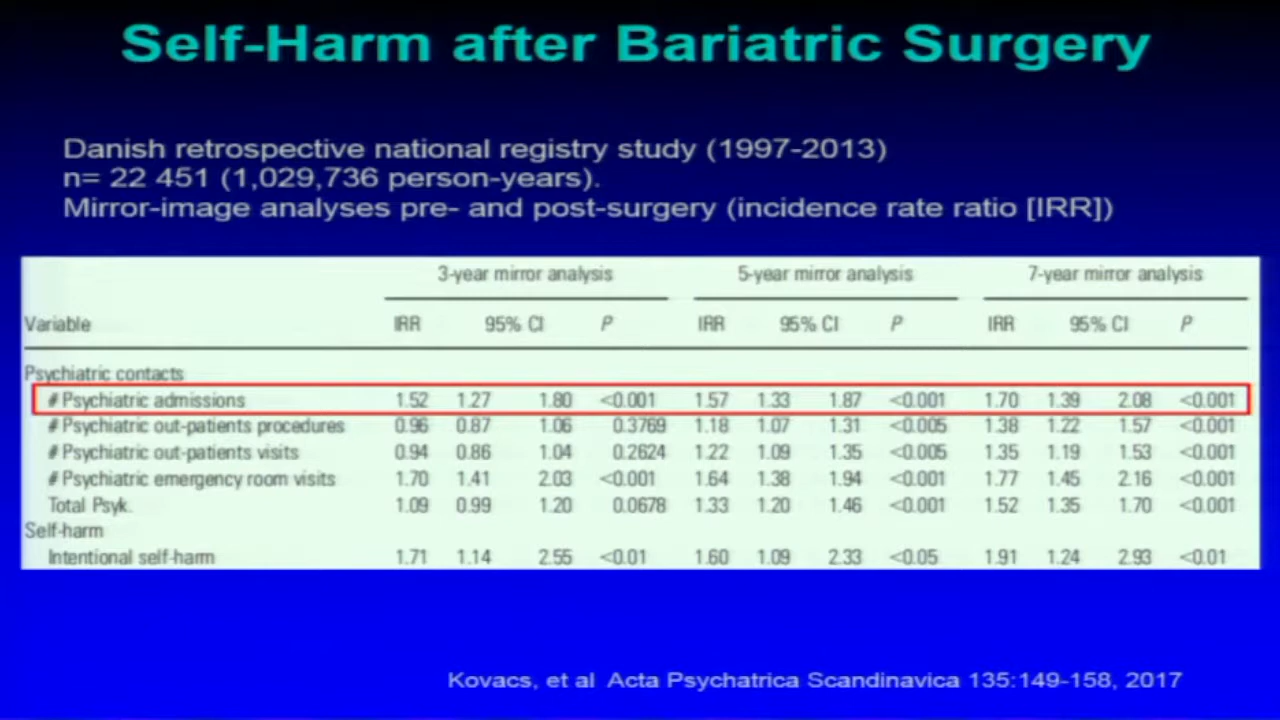 Self-Harm after Bariatric Surgery
Danish retrospective national registry study (1997-2013)
n= 22 451 (1,029,736 person-years).
Mirror-image analyses pre- and post-surgery (incidence rate ratio [IRR])
3-year mirror analysis 5-year mirror analysis 7-year mirror analysis
Variable IRR 95% CI P IRR 95% CI P IRR 95% CI P
Psychiatric contacts
# Psychiatric admissions 1.52 1.27 1.80 <0.001 1.57 1.33 1.87 <0.001 1.70 1.39 2.08 <0.001
# Psychiatric out-patients procedures 0.96 0.87 1.06 0.3769 1.18 1.07 1.31 <0.005 1.38 1.22 1.57 <0.001
# Psychiatric out-patients visits 0.94 0.86 1.04 0.2624 1.22 1.09 1.35 <0.005 1.35 1.19 1.53 <0.001
# Psychiatric emergency room visits 1.70 1.41 2.03 <0.001 1.64 1.38 1.94 <0.001 1.77 1.45 2.16 <0.001
Total Psyk. 1.09 0.99 1.20 0.0678 1.33 1.20 1.46 <0.001 1.52 1.35 1.70 <0.001
Self-harm
Intentional self-harm 1.71 1.14 2.55 <0.01 1.60 1.09 2.33 <0.05 1.91 1.24 2.93 <0.01
Kovacs, et al Acta Psychatrica Scandinavica 135:149-158, 2017